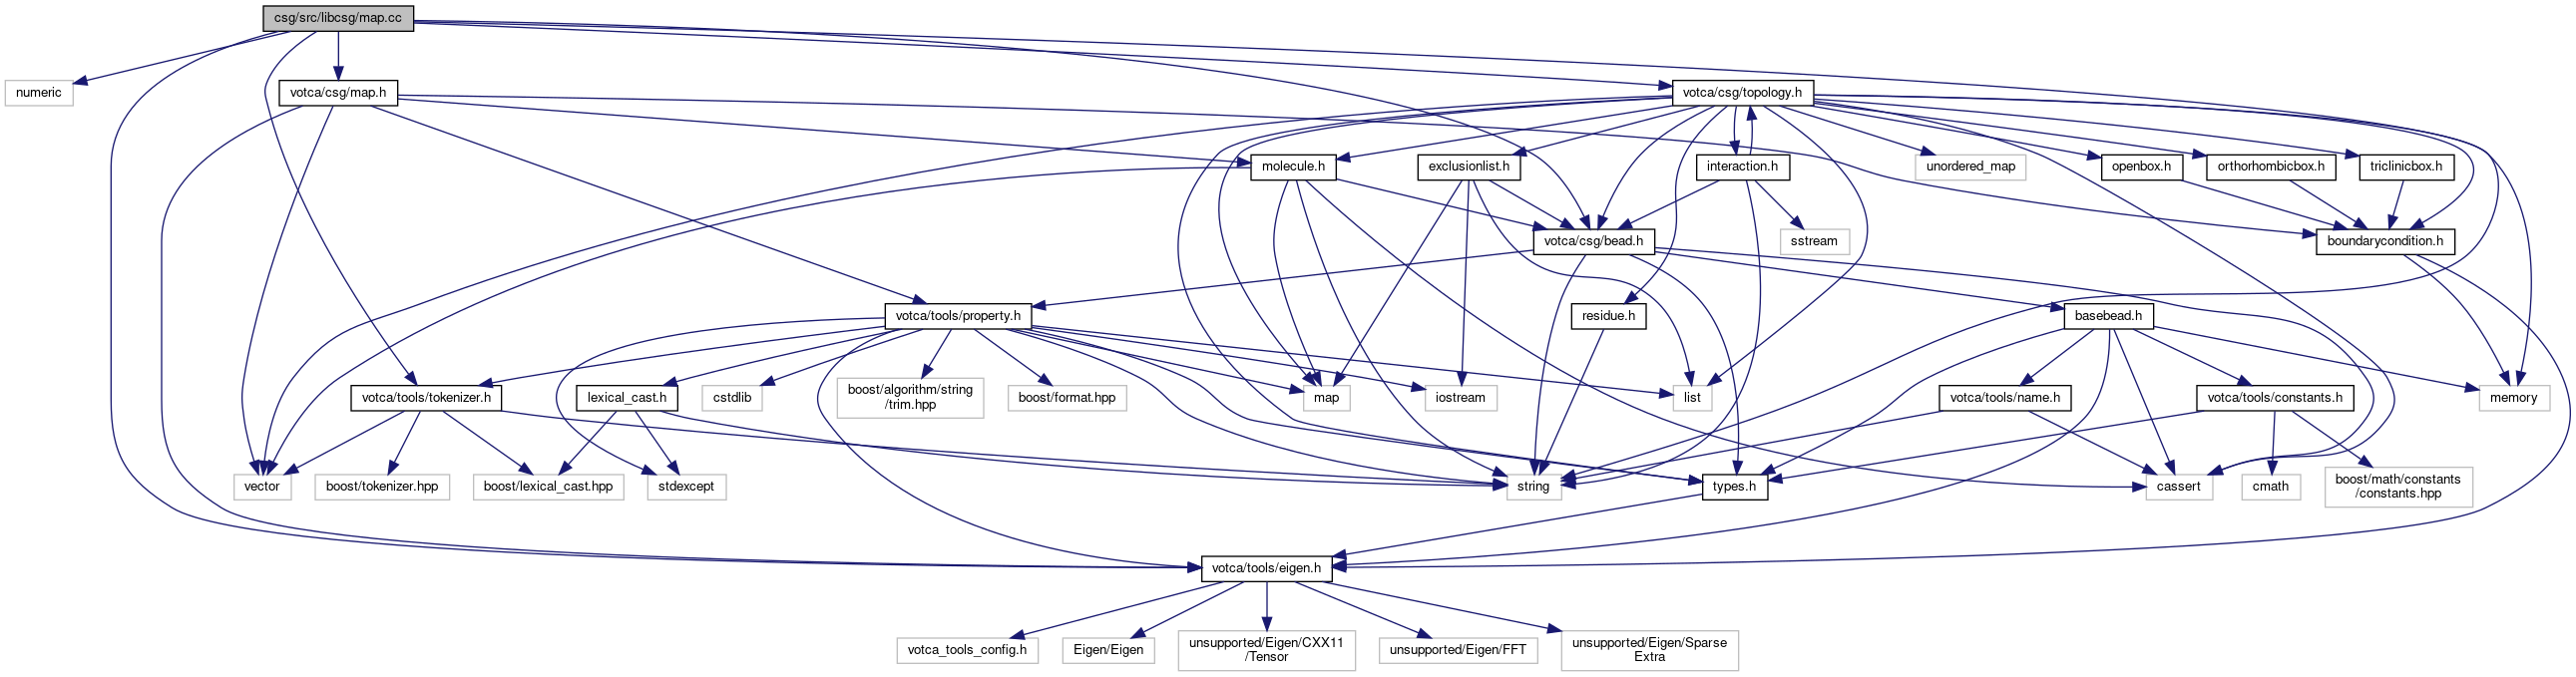 csg/src/libcsg/map.cc
numeric
votca/csg/map.h
votca/csg/topology.h
molecule.h
exclusionlist.h
interaction.h
unordered_map
openbox.h
orthorhombicbox.h
triclinicbox.h
votca/csg/bead.h
sstream
boundarycondition.h
votca/tools/property.h
residue.h
basebead.h
votca/tools/tokenizer.h
lexical_cast.h
cstdlib
boost/algorithm/string
/trim.hpp
boost/format.hpp
map
iostream
list
votca/tools/name.h
votca/tools/constants.h
memory
vector
boost/tokenizer.hpp
boost/lexical_cast.hpp
stdexcept
string
types.h
cassert
cmath
boost/math/constants
/constants.hpp
votca/tools/eigen.h
votca_tools_config.h
Eigen/Eigen
unsupported/Eigen/CXX11
/Tensor
unsupported/Eigen/FFT
unsupported/Eigen/Sparse
Extra